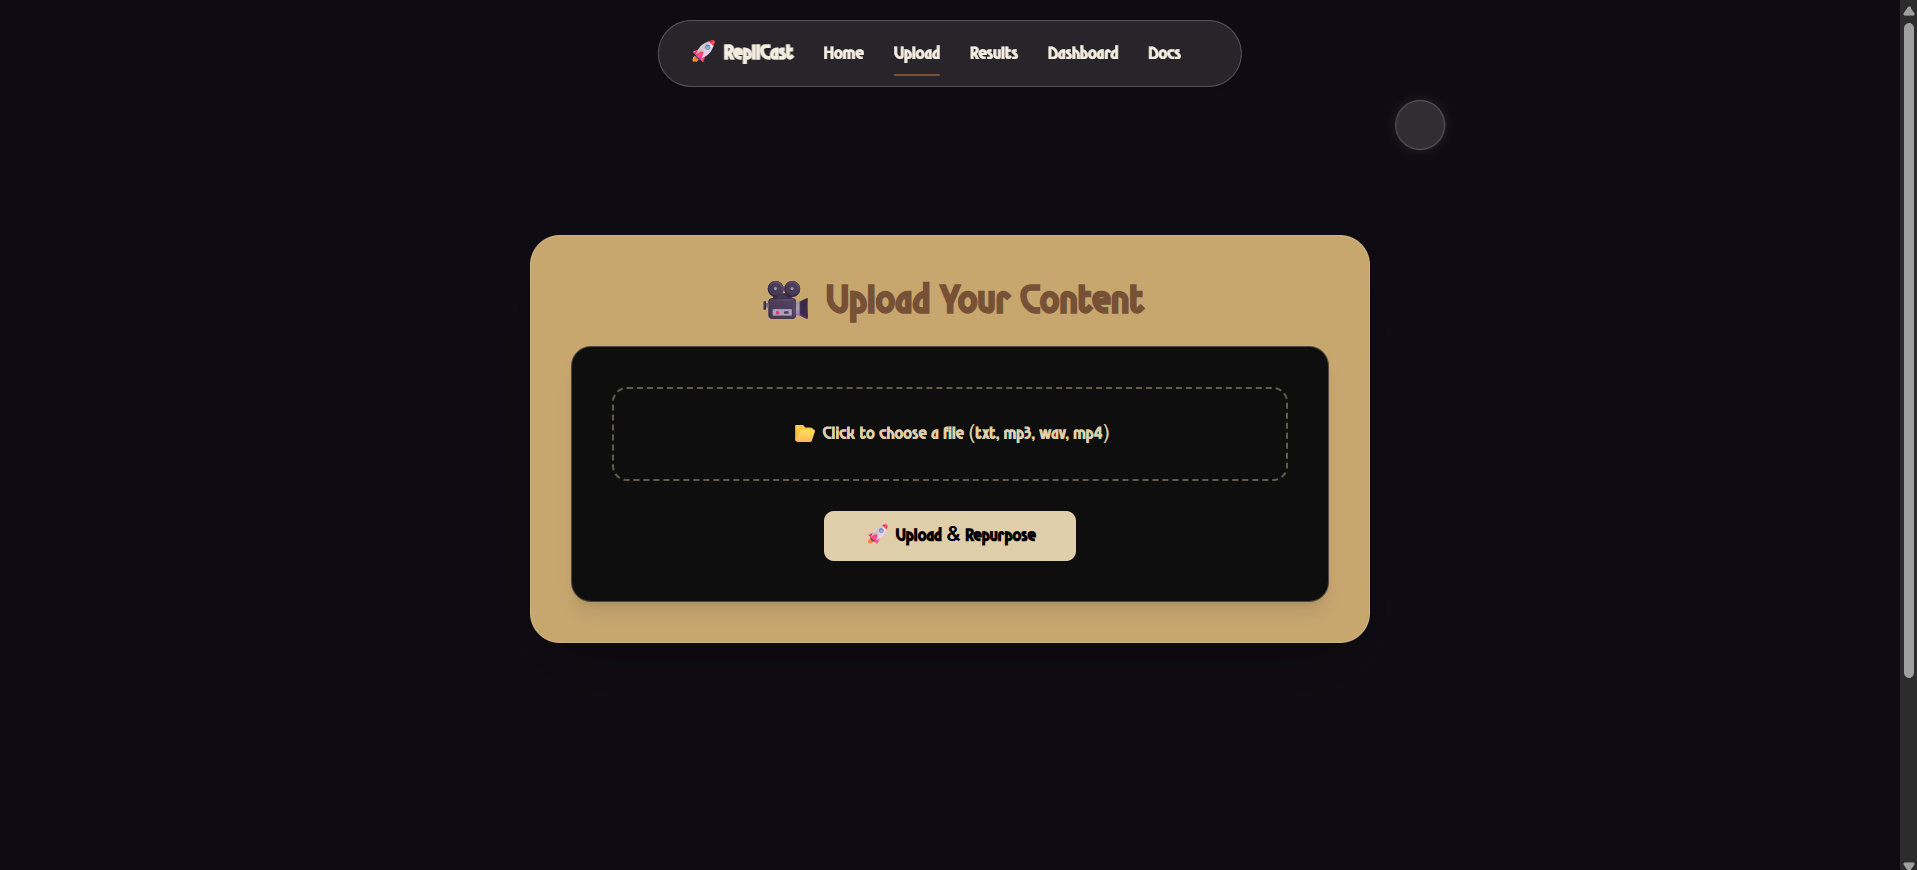 🚀 RepliCast Home Upload Results Dashboard Docs
🎥 Upload Your Content
📁 Click to choose a file (txt, mp3, wav, mp4)
🚀 Upload & Repurpose